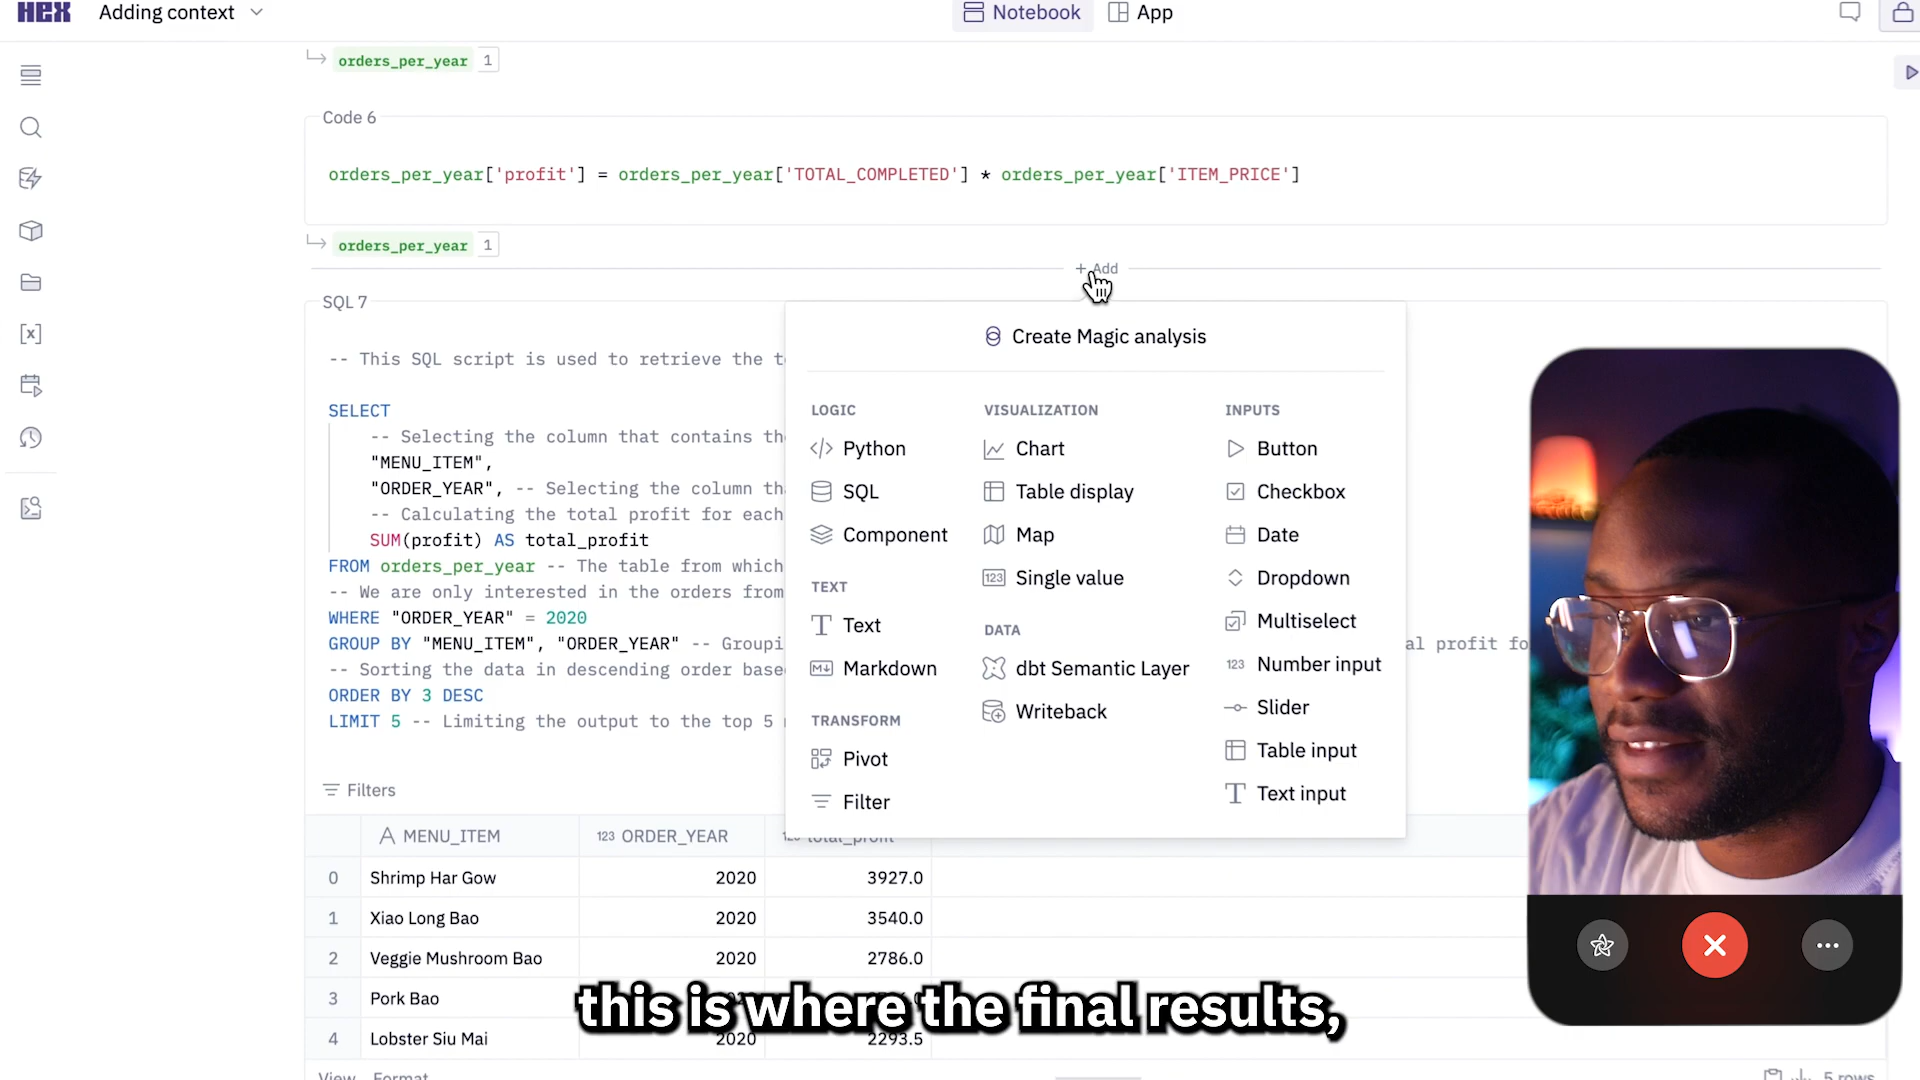 HEX
Adding context
Notebook
App
orders_per_year 1
Code 6
orders_per_year['profit'] = orders_per_year['TOTAL_COMPLETED'] * orders_per_year['ITEM_PRICE']
orders_per_year 1
+ Add
SQL 7
Create Magic analysis
LOGIC
Python
SQL
Component
TEXT
Text
Markdown
TRANSFORM
Pivot
Filter
VISUALIZATION
Chart
Table display
Map
Single value
DATA
dbt Semantic Layer
Writeback
INPUTS
Button
Checkbox
Date
Dropdown
Multiselect
Number input
Slider
Table input
Text input
-- This SQL script is used to retrieve the
SELECT
-- Selecting the column that contains
"MENU_ITEM",
"ORDER_YEAR", -- Selecting the column
-- Calculating the total profit for each
SUM(profit) AS total_profit
FROM orders_per_year -- The table from which
-- We are only interested in the orders from
WHERE "ORDER_YEAR" = 2020
GROUP BY "MENU_ITEM", "ORDER_YEAR" -- profit
-- Sorting the data in descending order
ORDER BY 3 DESC
LIMIT 5 -- Limiting the output to the top 5
Filters
MENU_ITEM 123 ORDER_YEAR total_profit
0 Shrimp Har Gow 2020 3927.0
1 Xiao Long Bao 2020 3540.0
2 Veggie Mushroom Bao 2020 2786.0
3 Pork Bao
this is where the final results,
4 Lobster Siu Mai 2020 2293.5
View Format 5 rows